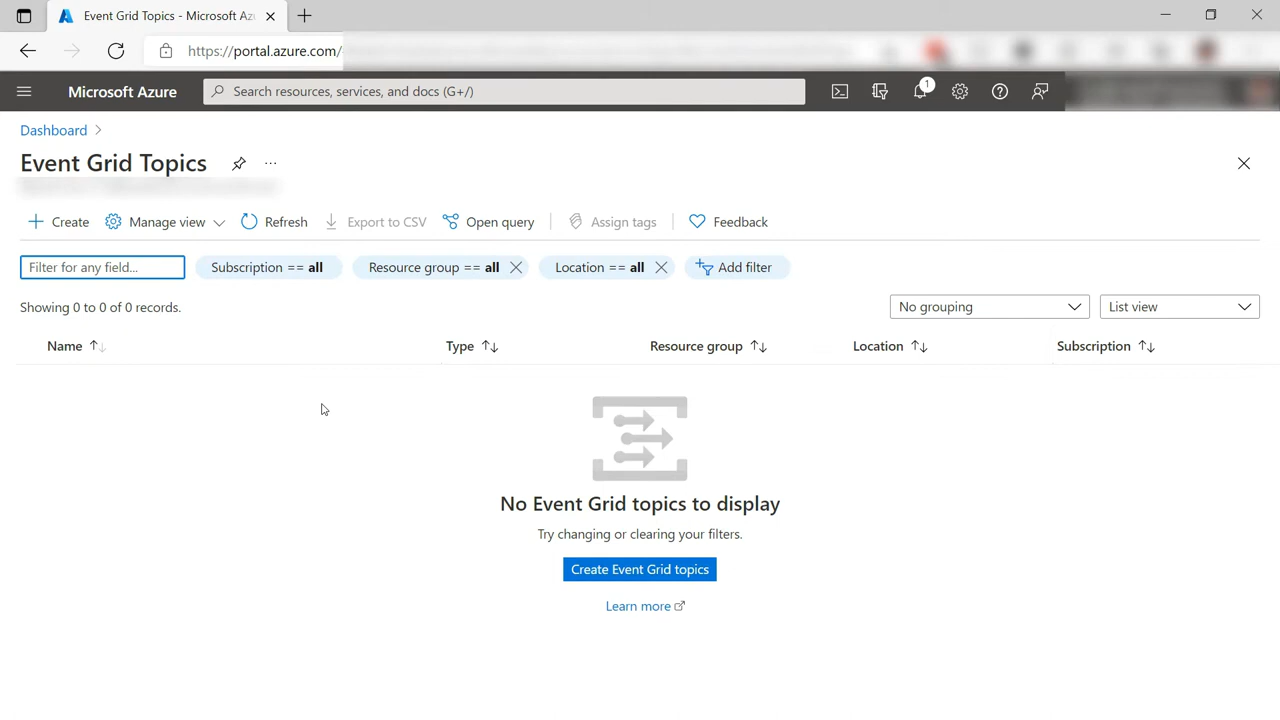 Event Grid Topics - Microsoft Az
https://portal.azure.com/
Microsoft Azure
Search resources, services, and docs (G+/)
1
Dashboard
Event Grid Topics
Create
Manage view
Refresh
Export to CSV
Open query
Assign tags
Feedback
Filter for any field...
Subscription == all
Resource group == all
Location == all
Add filter
Showing 0 to 0 of 0 records.
No grouping
List view
Name
Type
Resource group
Location
Subscription
No Event Grid topics to display
Try changing or clearing your filters.
Create Event Grid topics
Learn more